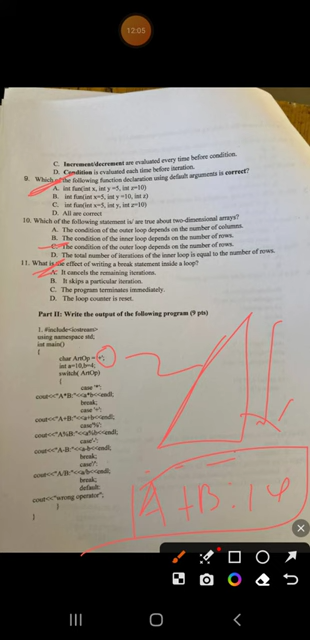 12:05
C. Increment/decrement are evaluated every time before condition.
D. Condition is evaluated each time before iteration.
9. Which of the following function declaration using default arguments is correct?
A. int fun(int x, int y =5, int z=10)
B. int fun(int x=5, int y =10, int z)
C. int fun(int x=5, int y, int z=10)
D. All are correct
10. Which of the following statement is/ are true about two-dimensional arrays?
A. The condition of the outer loop depends on the number of columns.
B. The condition of the inner loop depends on the number of rows.
C. The condition of the outer loop depends on the number of rows.
D. The total number of iterations of the inner loop is equal to the number of rows.
11. What is the effect of writing a break statement inside a loop?
A. It cancels the remaining iterations.
B. It skips a particular iteration.
C. The program terminates immediately.
D. The loop counter is reset.
Part II: Write the output of the following program (9 pts)
1. #include<iostream>
using namespace std;
int main()
{
char ArtOp = '+';
int a=10,b=4;
switch( ArtOp)
{
case '*':
cout<<"A*B:"<<a*b<<endl;
break;
case '+':
cout<<"A+B:"<<a+b<<endl;
case'%':
cout<<"A%B:"<<a%b<<endl;
case'-':
cout<<"A-B:"<<a-b<<endl;
break;
case'/':
cout<<"A/B:"<<a/b<<endl;
break;
default:
cout<<"wrong operator";
}
}
A+B:14